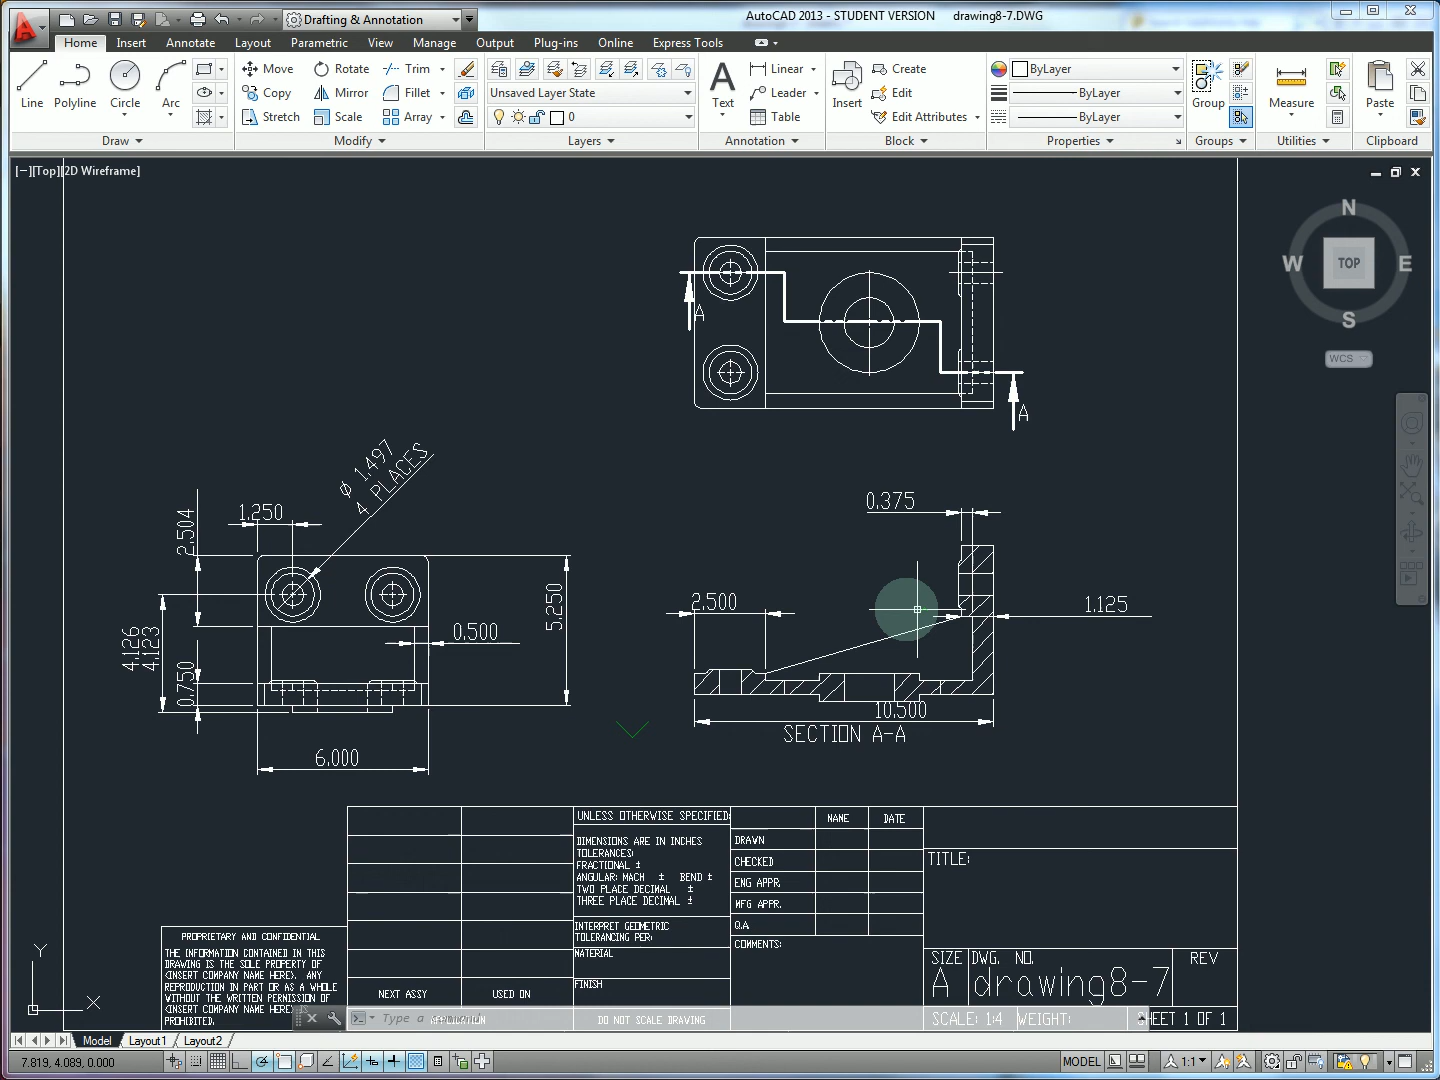 Drafting & Annotation
AutoCAD 2013 - STUDENT VERSION drawing8-7.DWG
Home Insert Annotate Layout Parametric View Manage Output Plug-ins Online Express Tools
Line Polyline Circle Arc
Draw
Move Rotate Trim
Copy Mirror Fillet
Stretch Scale Array
Modify
Unsaved Layer State
0
Layers
Text
Linear
Leader
Table
Annotation
Insert
Create
Edit
Edit Attributes
Block
ByLayer
ByLayer
ByLayer
Properties
Group
Groups
Measure
Utilities
Paste
Clipboard
[−][Top][2D Wireframe]
N
W TOP E
S
WCS
A
A
Ø 1.497
4 PLACES
1.250
2.504
4.126
4.123
0.750
0.500
5.250
6.000
0.375
2.500
1.125
10.500
SECTION A-A
UNLESS OTHERWISE SPECIFIED:
DIMENSIONS ARE IN INCHES
TOLERANCES:
FRACTIONAL ±
ANGULAR: MACH ± BEND ±
TWO PLACE DECIMAL ±
THREE PLACE DECIMAL ±
INTERPRET GEOMETRIC
TOLERANCING PER:
MATERIAL
FINISH
DO NOT SCALE DRAWING
NAME DATE
DRAWN
CHECKED
ENG APPR.
MFG APPR.
Q.A.
COMMENTS:
TITLE:
SIZE DWG. NO. REV
A drawing8-7
SCALE: 1:4 WEIGHT: SHEET 1 OF 1
PROPRIETARY AND CONFIDENTIAL
THE INFORMATION CONTAINED IN THIS
DRAWING IS THE SOLE PROPERTY OF
<INSERT COMPANY NAME HERE>. ANY
REPRODUCTION IN PART OR AS A WHOLE
WITHOUT THE WRITTEN PERMISSION OF
<INSERT COMPANY NAME HERE> IS
PROHIBITED.
NEXT ASSY USED ON
APPLICATION
Type a command
Y
X
Model Layout1 Layout2
7.819, 4.089, 0.000
MODEL
1:1